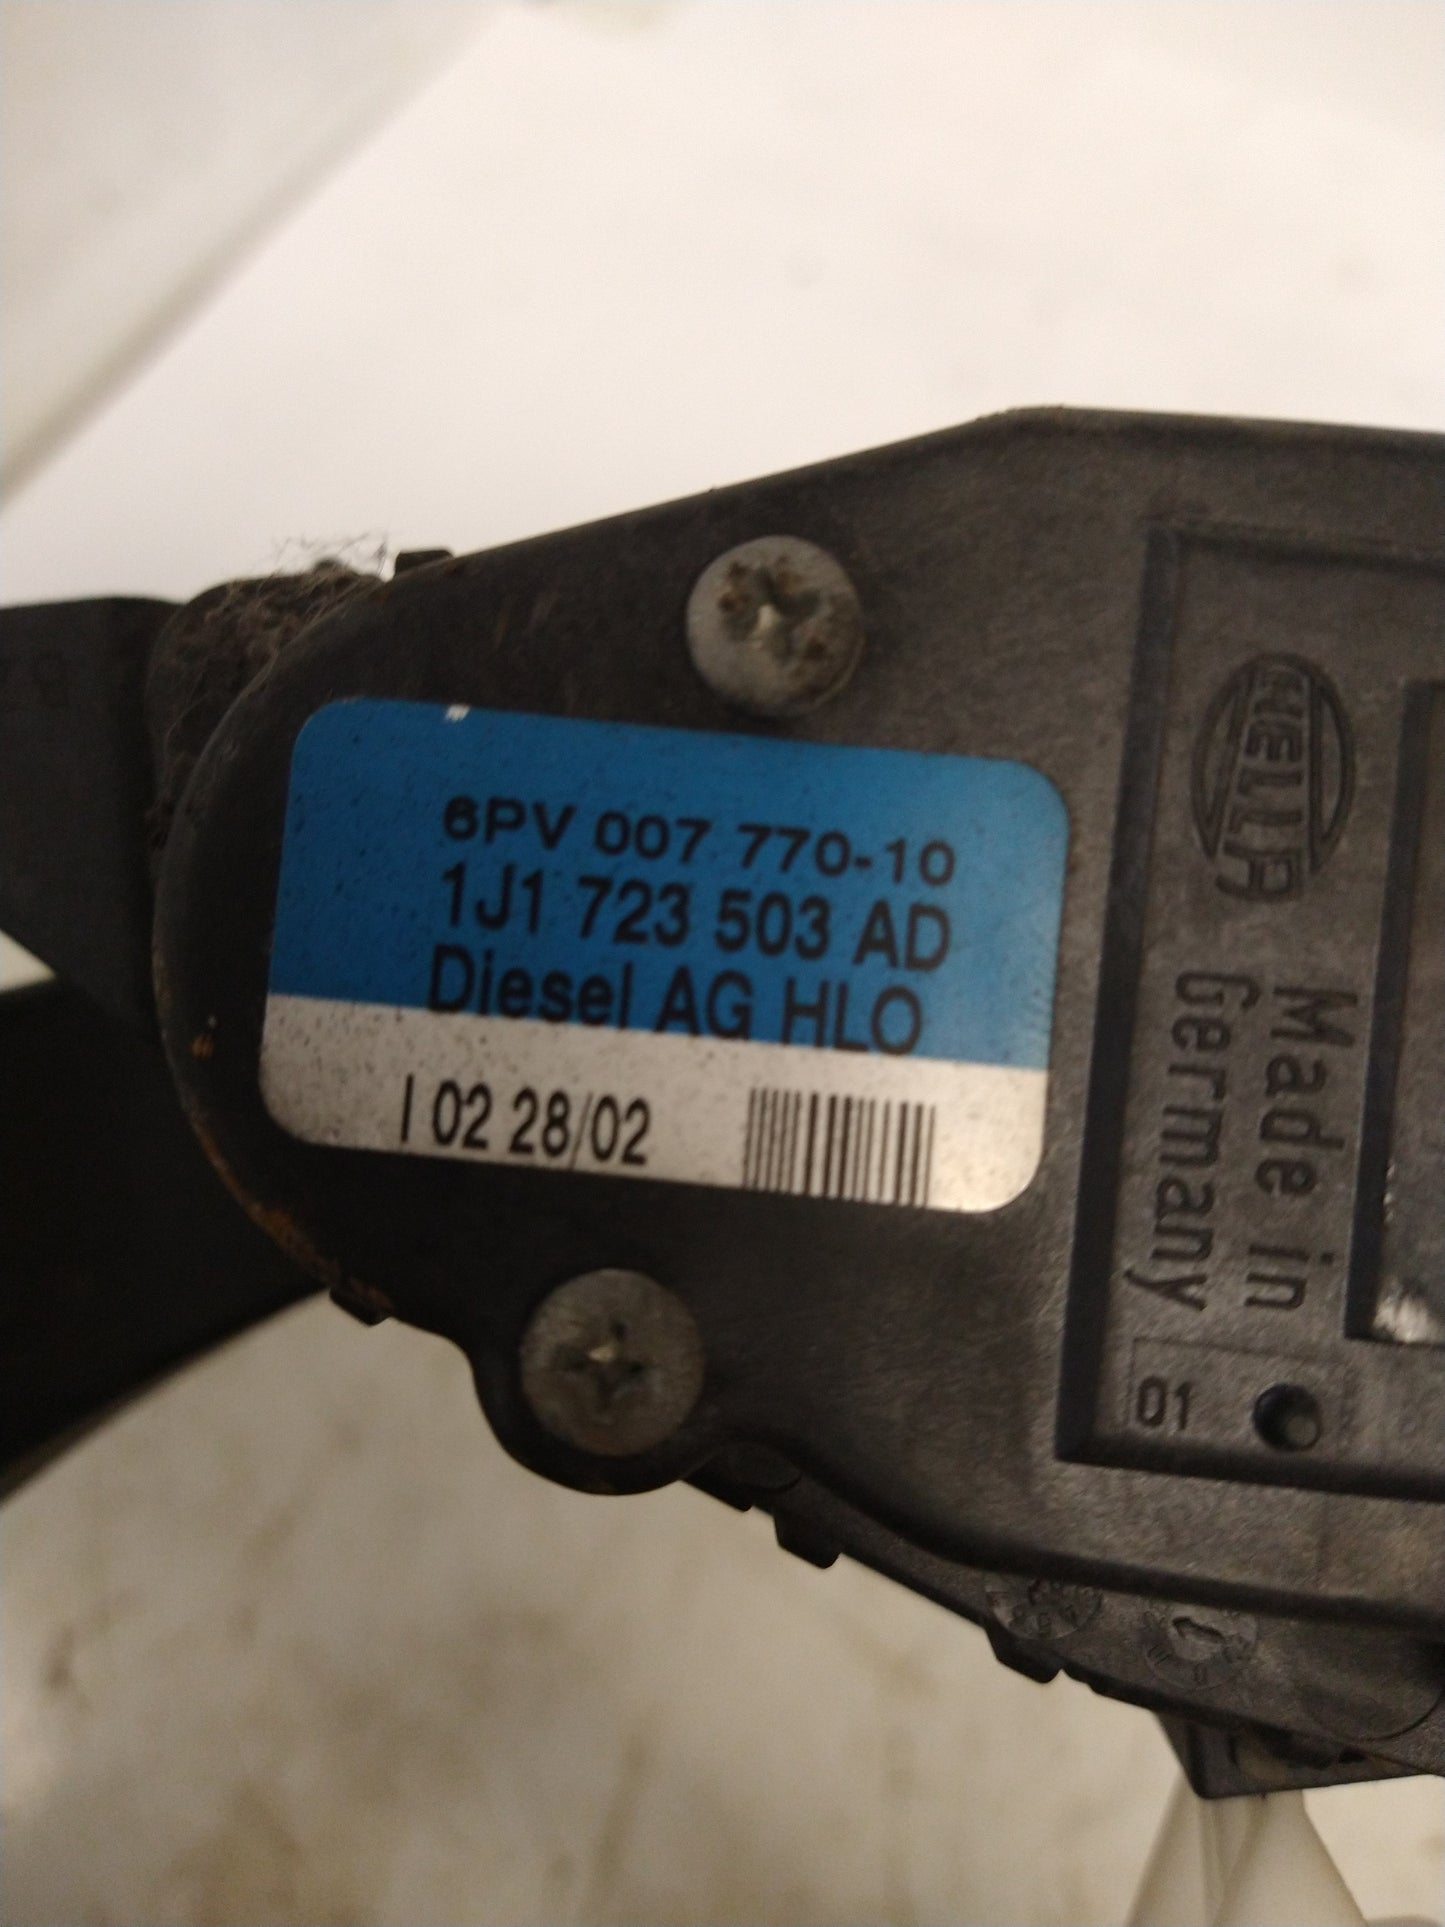 6PV 007 770-10
1J1 723 503 AD
Diesel AG HLO
I 02 28/02
HELLA
Made in
Germany
01